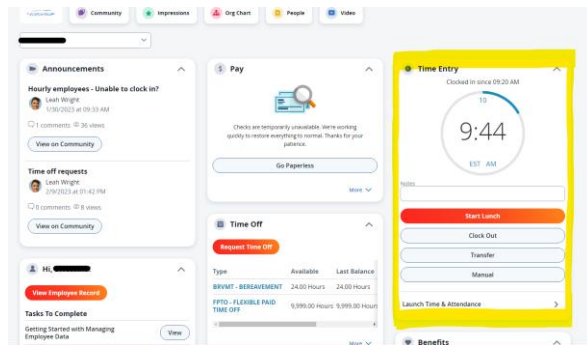 Community
Impressions
Org Chart
People
Video
Announcements
Hourly employees - Unable to clock in?
Leah Wright
1/30/2023 at 09:33 AM
1 comments 36 views
View on Community
Time off requests
Leah Wright
2/9/2023 at 01:42 PM
0 comments 8 views
View on Community
Hi,
View Employee Record
Tasks To Complete
Getting Started with Managing
Employee Data
View
Pay
Checks are temporarily unavailable. We're working
quickly to restore everything to normal. Thanks for your
patience.
Go Paperless
More
Time Off
Request Time Off
Type Available Last Balance
BRVMT - BEREAVEMENT 24.00 Hours 24.00 Hours
FPTO - FLEXIBLE PAID
TIME OFF
9,999.00 Hours 9,999.00 Hours
More
Time Entry
Clocked in since 09:20 AM
10
9:44
EST AM
Notes
Start Lunch
Clock Out
Transfer
Manual
Launch Time & Attendance
Benefits